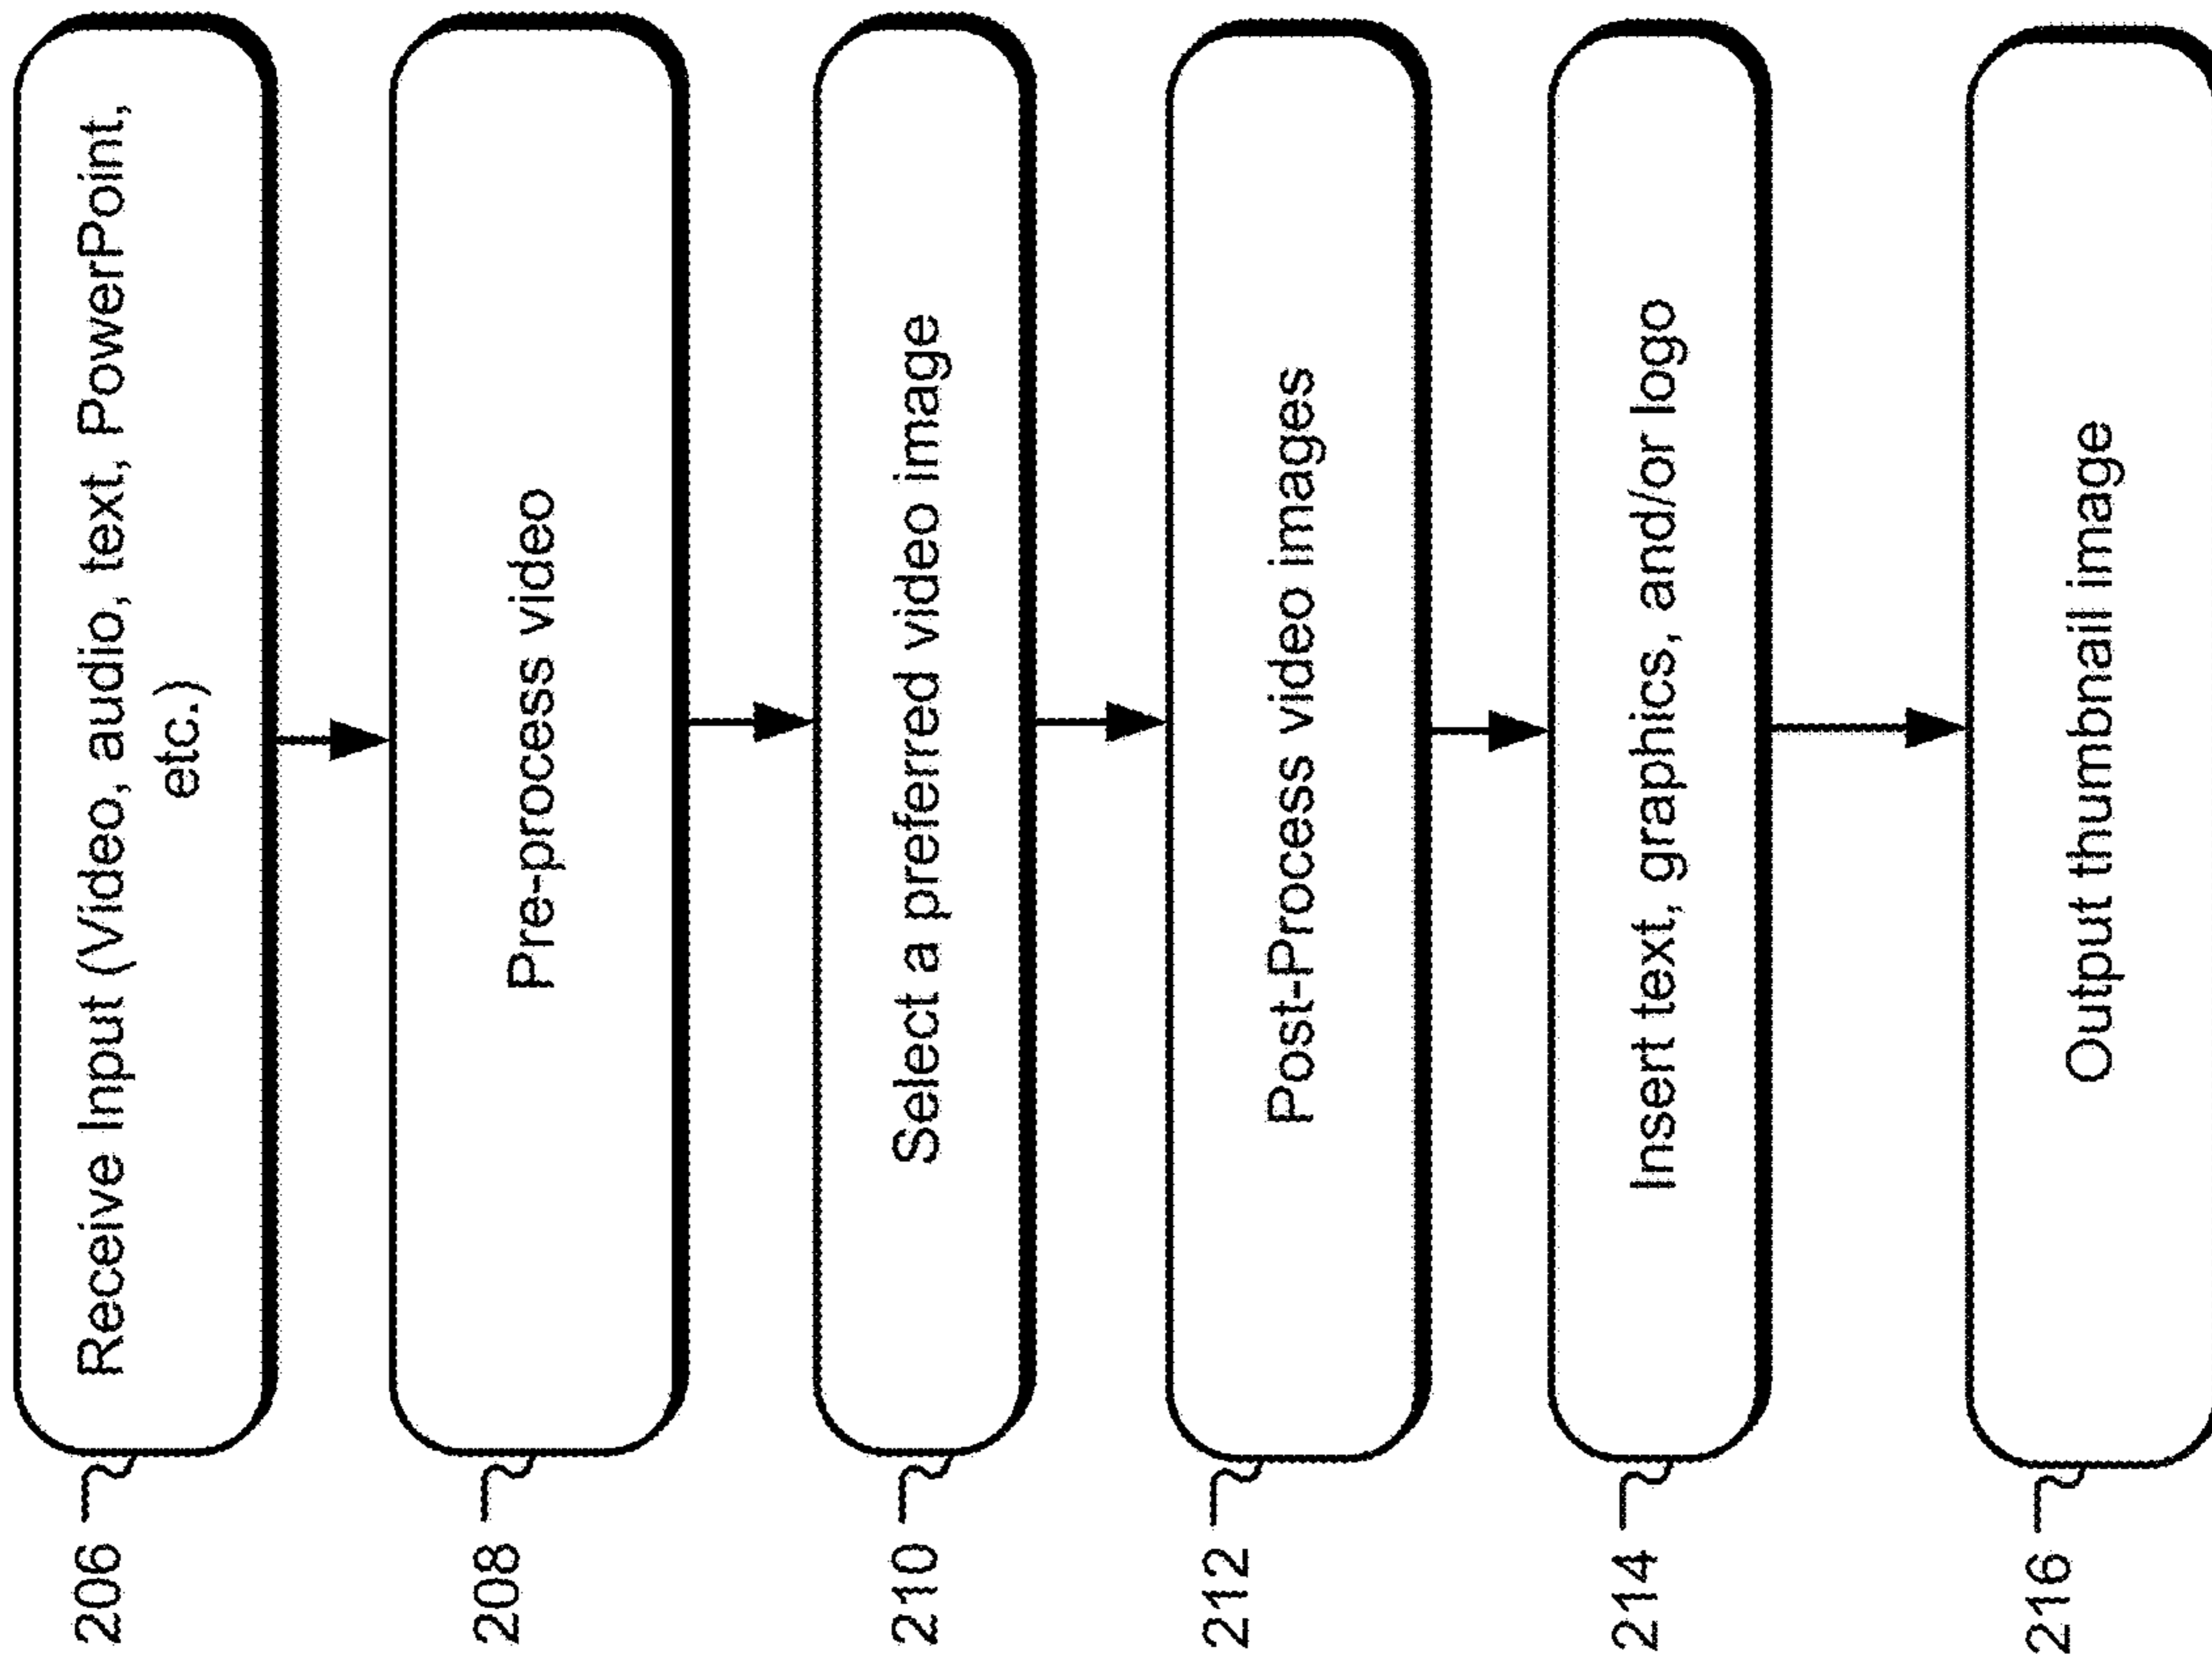 206
Receive Input (Video, audio, text, PowerPoint,
etc.)
208
Pre-process video
210
Select a preferred video image
212
Post-Process video images
214
Insert text, graphics, and/or logo
216
Output thumbnail image